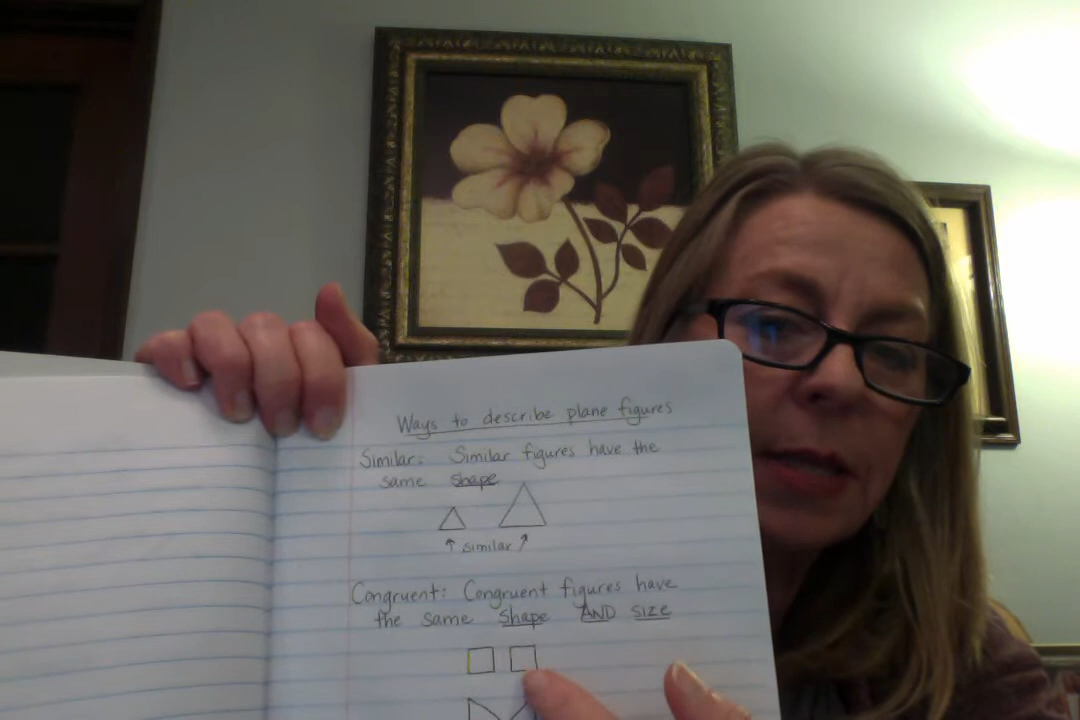 Ways to describe plane figures
Similar: Similar figures have the
same shape
↑ similar ↑
Congruent: Congruent figures have
the same shape AND size